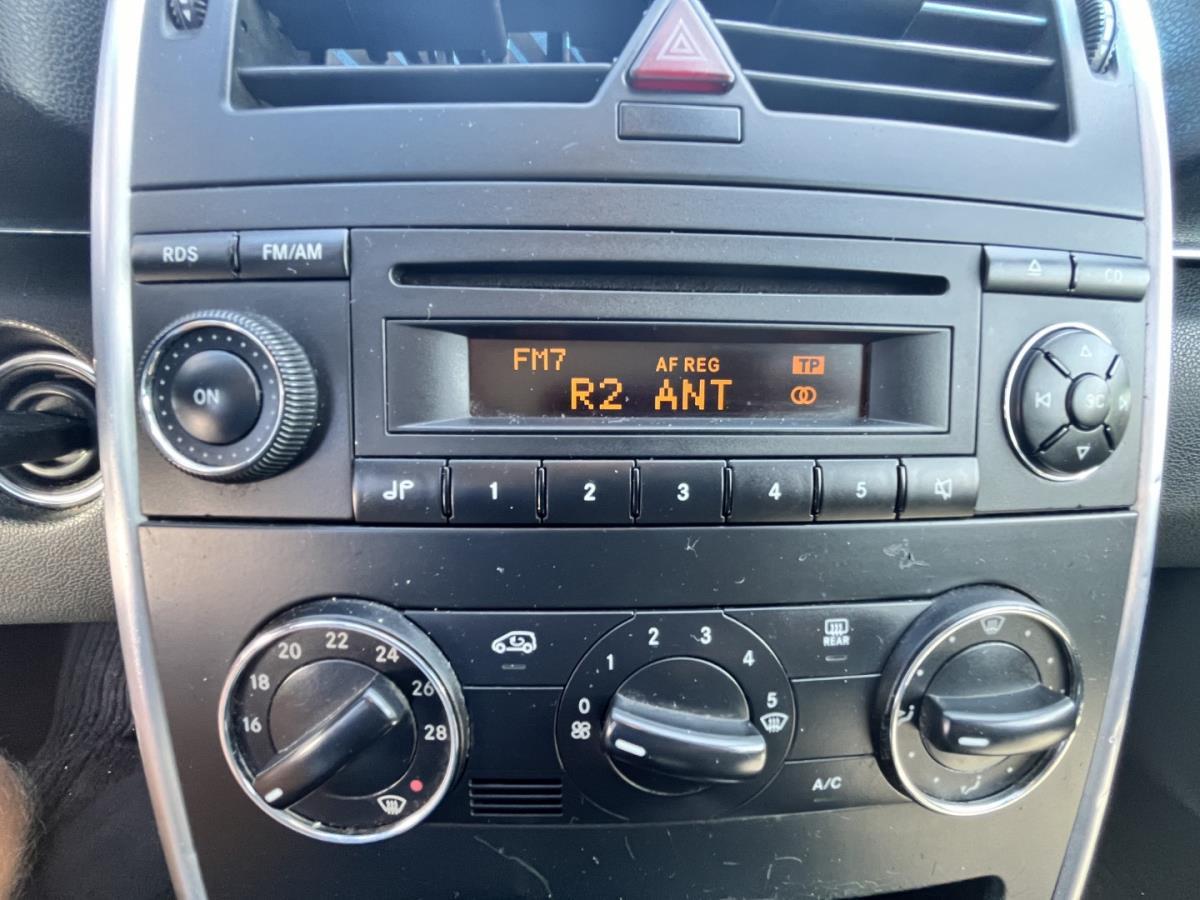 RDS FM/AM CD
FM7 AF REG TP
R2 ANT
ON
SC
1 2 3 4 5
16 18 20 22 24 26 28
0 1 2 3 4 5
REAR
A/C